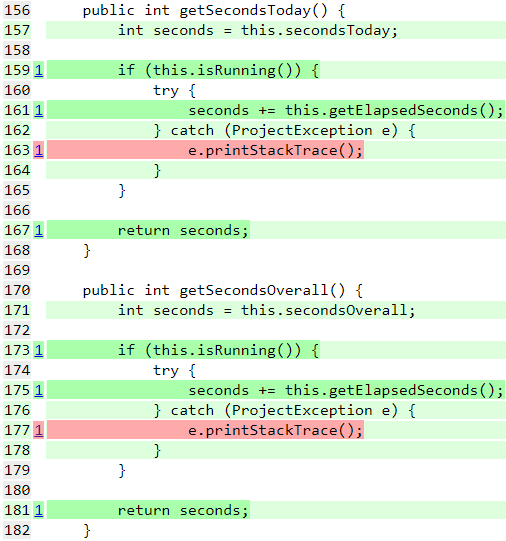 156 public int getSecondsToday() {
157 int seconds = this.secondsToday;
158
159 1 if (this.isRunning()) {
160 try {
161 1 seconds += this.getElapsedSeconds();
162 } catch (ProjectException e) {
163 1 e.printStackTrace();
164 }
165 }
166
167 1 return seconds;
168 }
169
170 public int getSecondsOverall() {
171 int seconds = this.secondsOverall;
172
173 1 if (this.isRunning()) {
174 try {
175 1 seconds += this.getElapsedSeconds();
176 } catch (ProjectException e) {
177 1 e.printStackTrace();
178 }
179 }
180
181 1 return seconds;
182 }